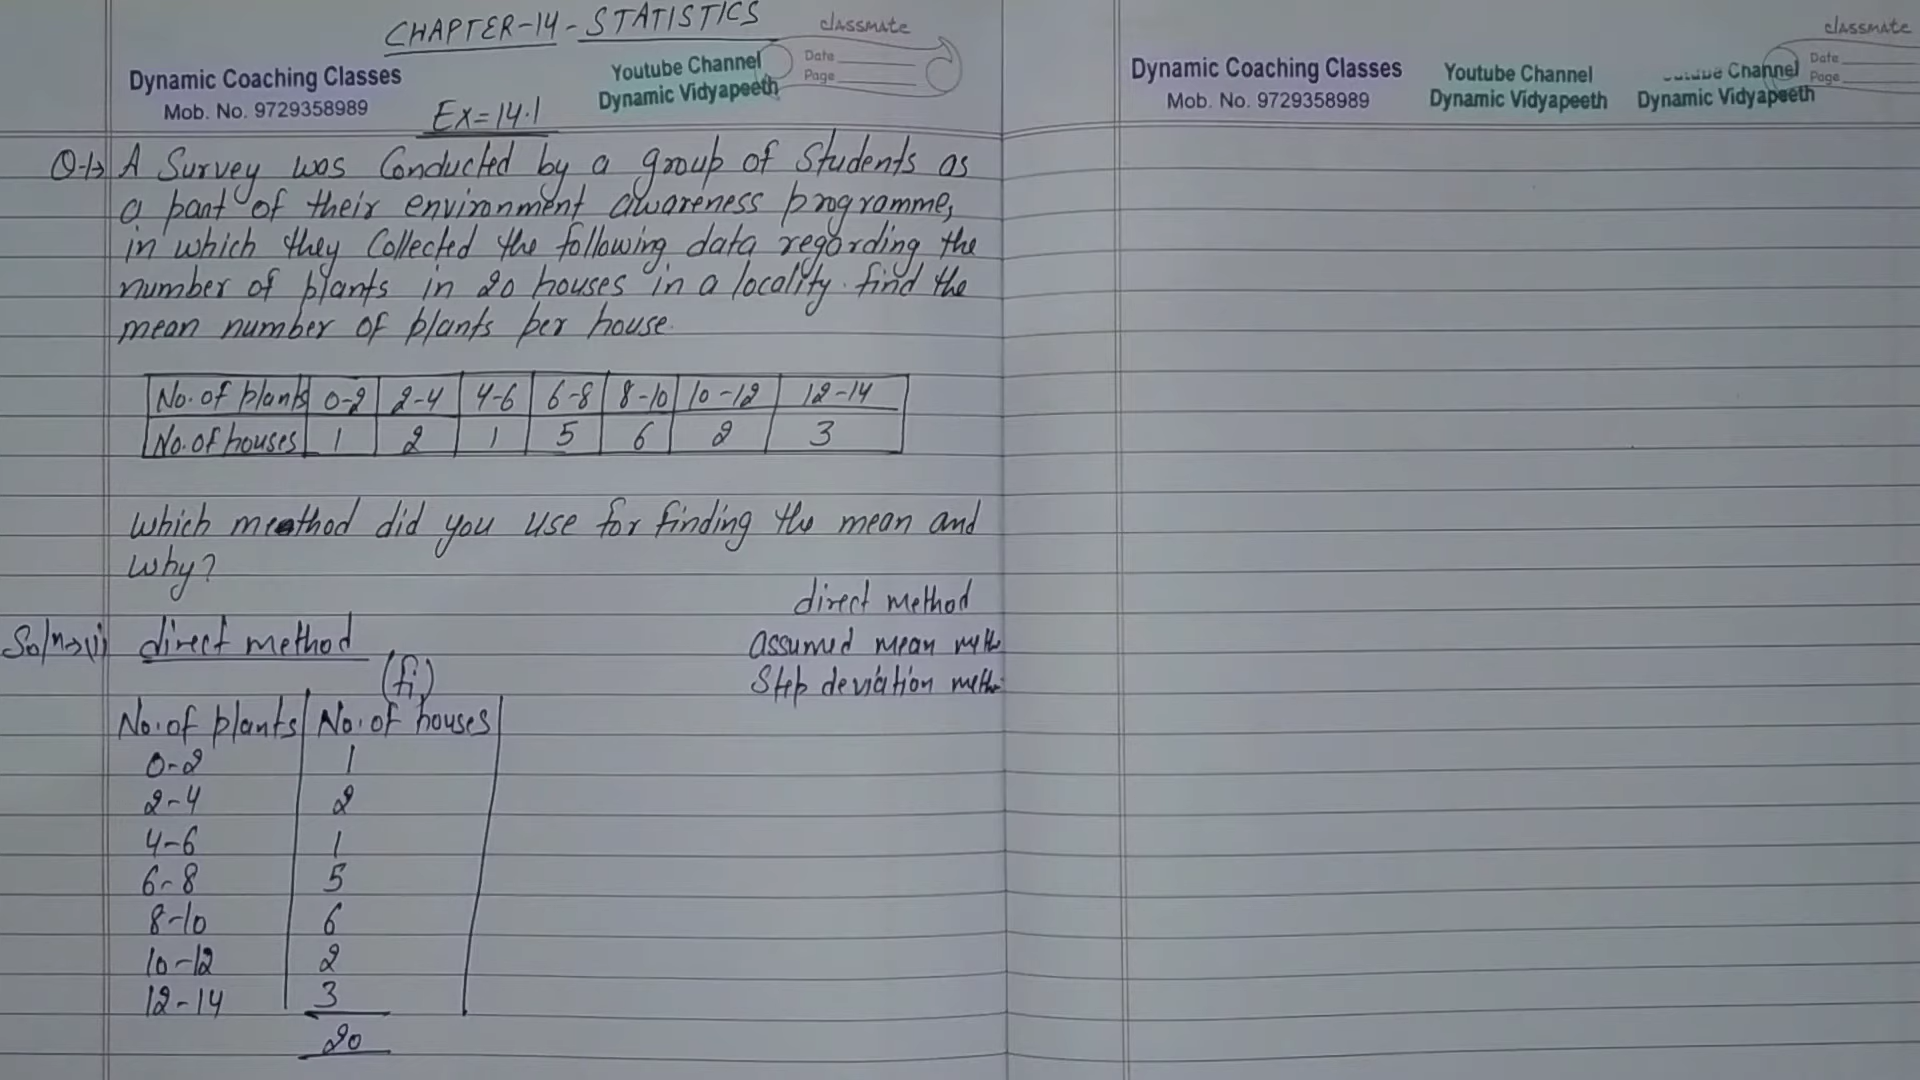 CHAPTER-14-STATISTICS
classmate
Date
Page
Dynamic Coaching Classes
Mob. No. 9729358989
Youtube Channel
Dynamic Vidyapeeth
Ex=14.1
Q-1> A Survey was Conducted by a group of Students as
a part of their environment awareness programme,
in which they Collected the following data regarding the
number of plants in 20 houses in a locality. find the
mean number of plants per house.
No. of plants 0-2 2-4 4-6 6-8 8-10 10-12 12-14
No. of houses 1 2 1 5 6 2 3
Which method did you use for finding the mean and
Why?
direct method
assumed mean meth
Step deviation meth
Soln>(i) direct method
(fi)
No. of plants No. of houses
0-2 1
2-4 2
4-6 1
6-8 5
8-10 6
10-12 2
12-14 3
20
classmate
Date
Page
Dynamic Coaching Classes
Mob. No. 9729358989
Youtube Channel
Dynamic Vidyapeeth
Channel
Dynamic Vidyapeeth